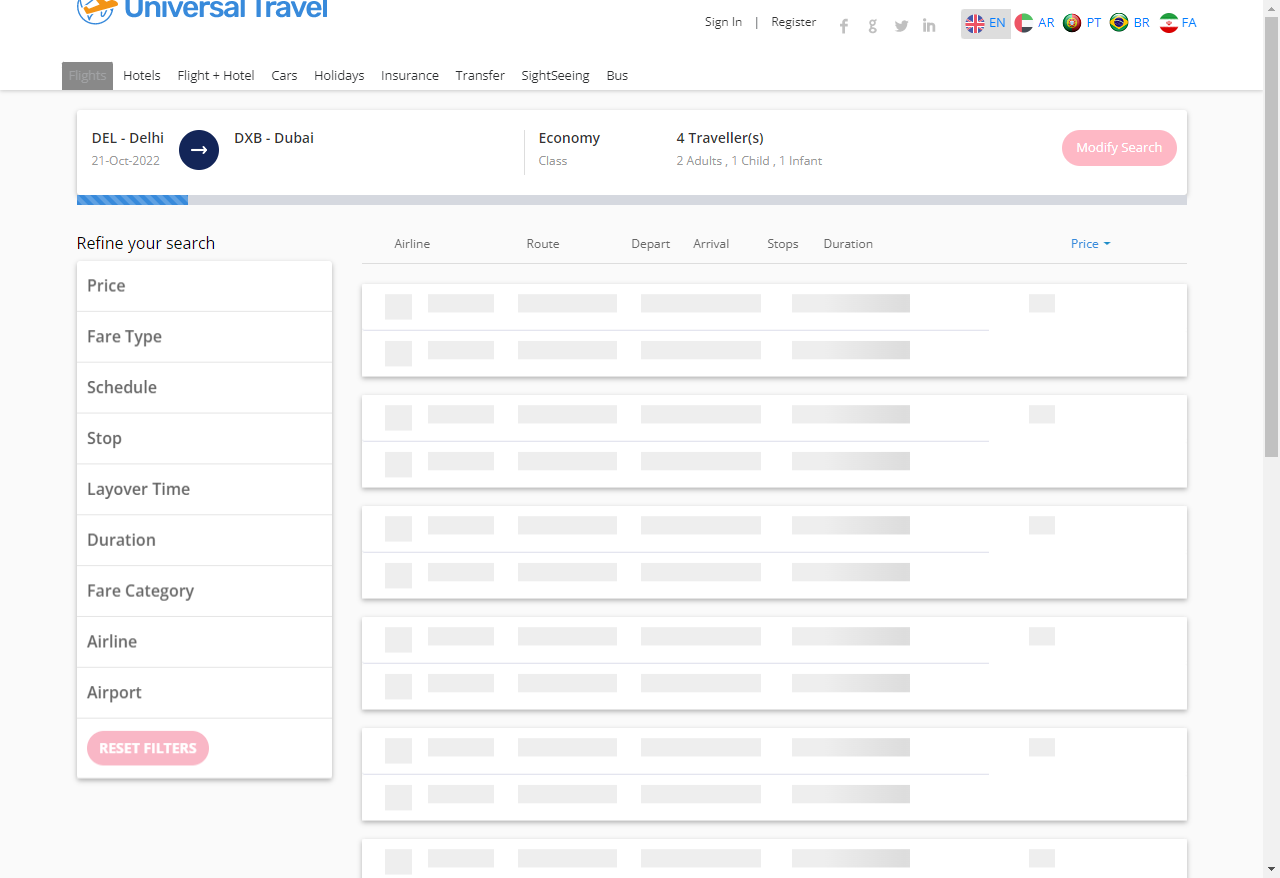 Universal Travel
Sign In | Register
EN AR PT BR FA
Flights Hotels Flight + Hotel Cars Holidays Insurance Transfer SightSeeing Bus
DEL - Delhi → DXB - Dubai Economy 4 Traveller(s) Modify Search
21-Oct-2022 Class 2 Adults , 1 Child , 1 Infant
Refine your search
Airline Route Depart Arrival Stops Duration Price
Price
Fare Type
Schedule
Stop
Layover Time
Duration
Fare Category
Airline
Airport
RESET FILTERS